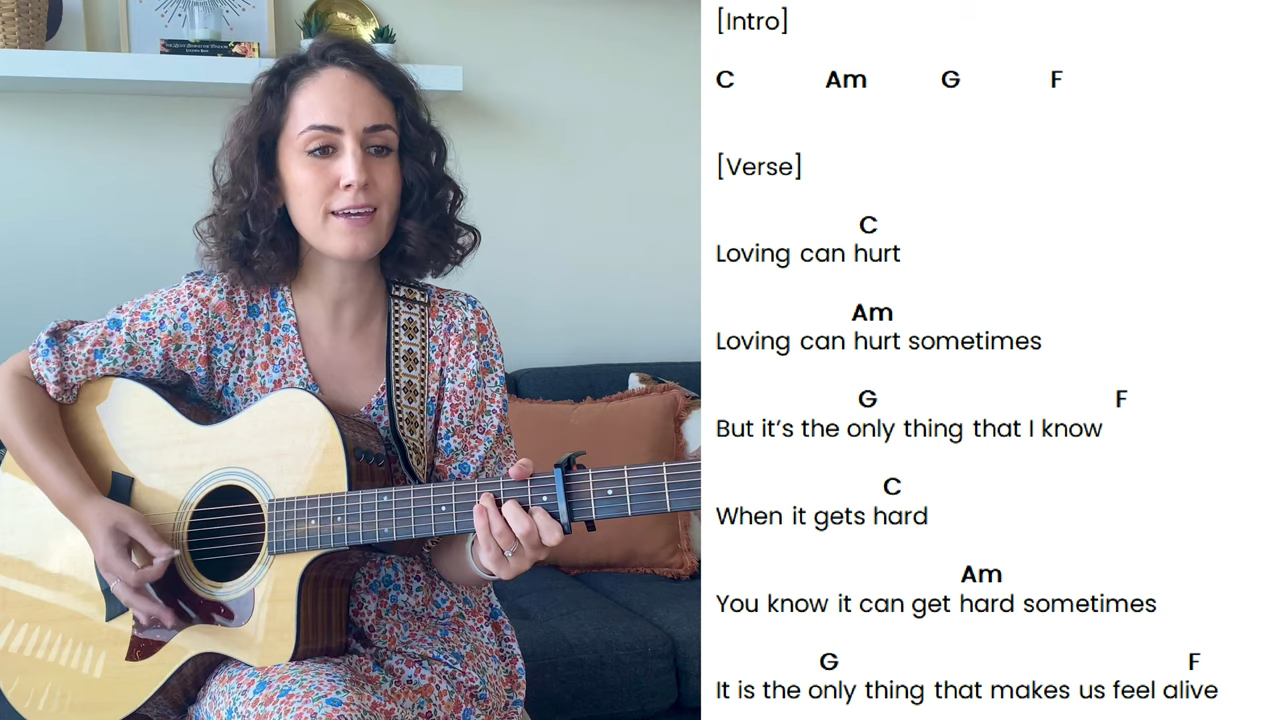 [Intro]
C Am G F
[Verse]
C
Loving can hurt
Am
Loving can hurt sometimes
G F
But it’s the only thing that I know
C
When it gets hard
Am
You know it can get hard sometimes
G F
It is the only thing that makes us feel alive